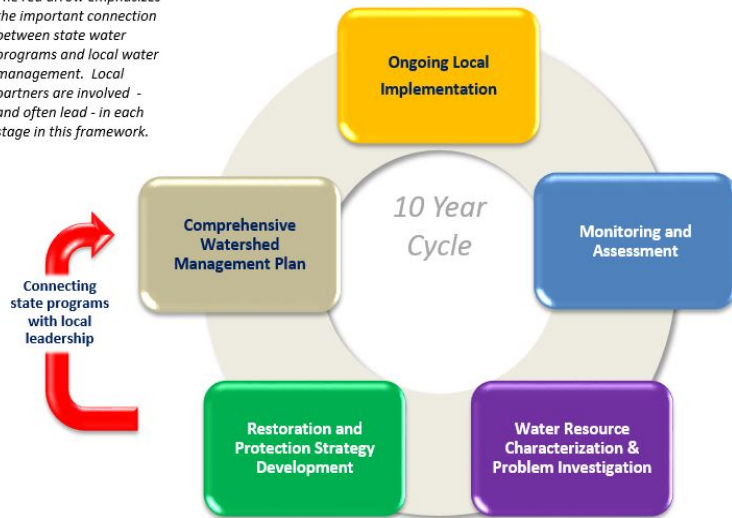 the important connection
between state water
programs and local water
management.  Local
partners are involved  -
and often lead - in each
stage in this framework.
Ongoing Local
Implementation
10 Year
Cycle
Comprehensive
Watershed
Management Plan
Monitoring and
Assessment
Connecting
state programs
with local
leadership
Restoration and
Protection Strategy
Development
Water Resource
Characterization &
Problem Investigation